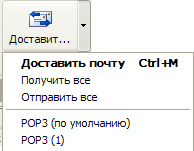 Доставит...
Доставить почту Ctrl+M
Получить все
Отправить все
POP3 (по умолчанию)
POP3 (1)